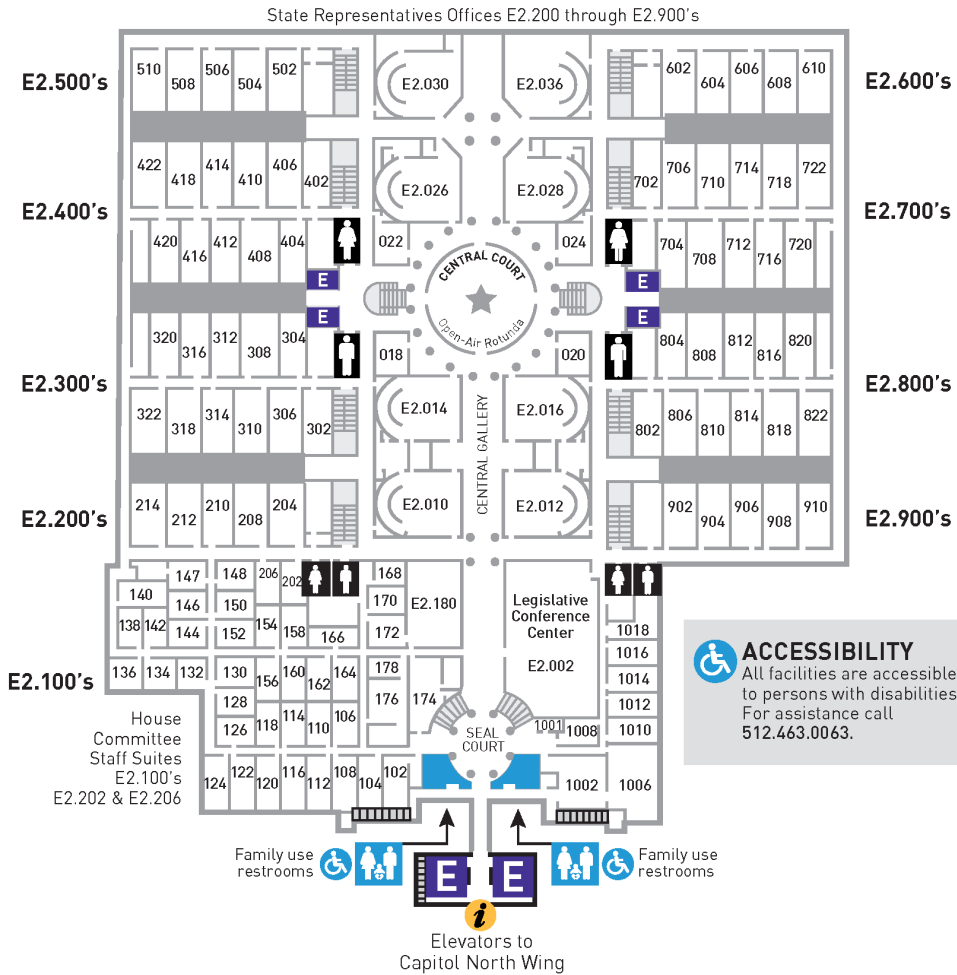 State Representatives Offices E2.200 through E2.900's
E2.500's
510
508
506
504
502
E2.030
E2.036
602
604
606
608
610
E2.600's
422
418
414
410
406
402
E2.026
E2.028
702
706
710
714
718
722
E2.400's
E2.700's
420
416
412
408
404
022
024
704
708
712
716
720
CENTRAL COURT
E
E
Open-Air Rotunda
E
E
320
316
312
308
304
018
020
804
808
812
816
820
E2.300's
E2.800's
322
318
314
310
306
302
E2.014
E2.016
802
806
810
814
818
822
CENTRAL GALLERY
214
212
210
208
204
E2.010
E2.012
902
904
906
908
910
E2.200's
E2.900's
147
148
206
202
168
140
146
150
170
E2.180
Legislative
Conference
Center
E2.002
138
142
144
152
154
158
166
172
1018
1016
1014
1012
1010
136
134
132
130
156
160
162
164
178
176
174
E2.100's
128
126
118
114
110
106
SEAL
COURT
1001
1008
House
Committee
Staff Suites
E2.100's
E2.202 & E2.206
124
122
120
116
112
108
104
102
1002
1006
ACCESSIBILITY
All facilities are accessible
to persons with disabilities
For assistance call
512.463.0063.
Family use
restrooms
E
E
Family use
restrooms
i
Elevators to
Capitol North Wing